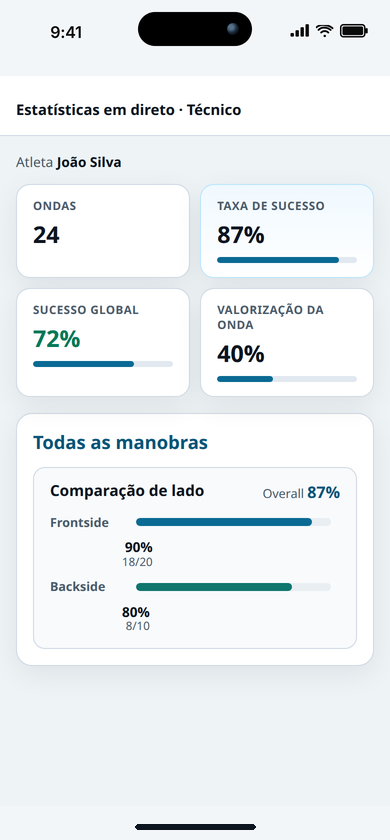 9:41
Estatísticas em direto · Técnico
Atleta João Silva
ONDAS
24
TAXA DE SUCESSO
87%
SUCESSO GLOBAL
72%
VALORIZAÇÃO DA
ONDA
40%
Todas as manobras
Comparação de lado
Overall 87%
Frontside
90%
18/20
Backside
80%
8/10